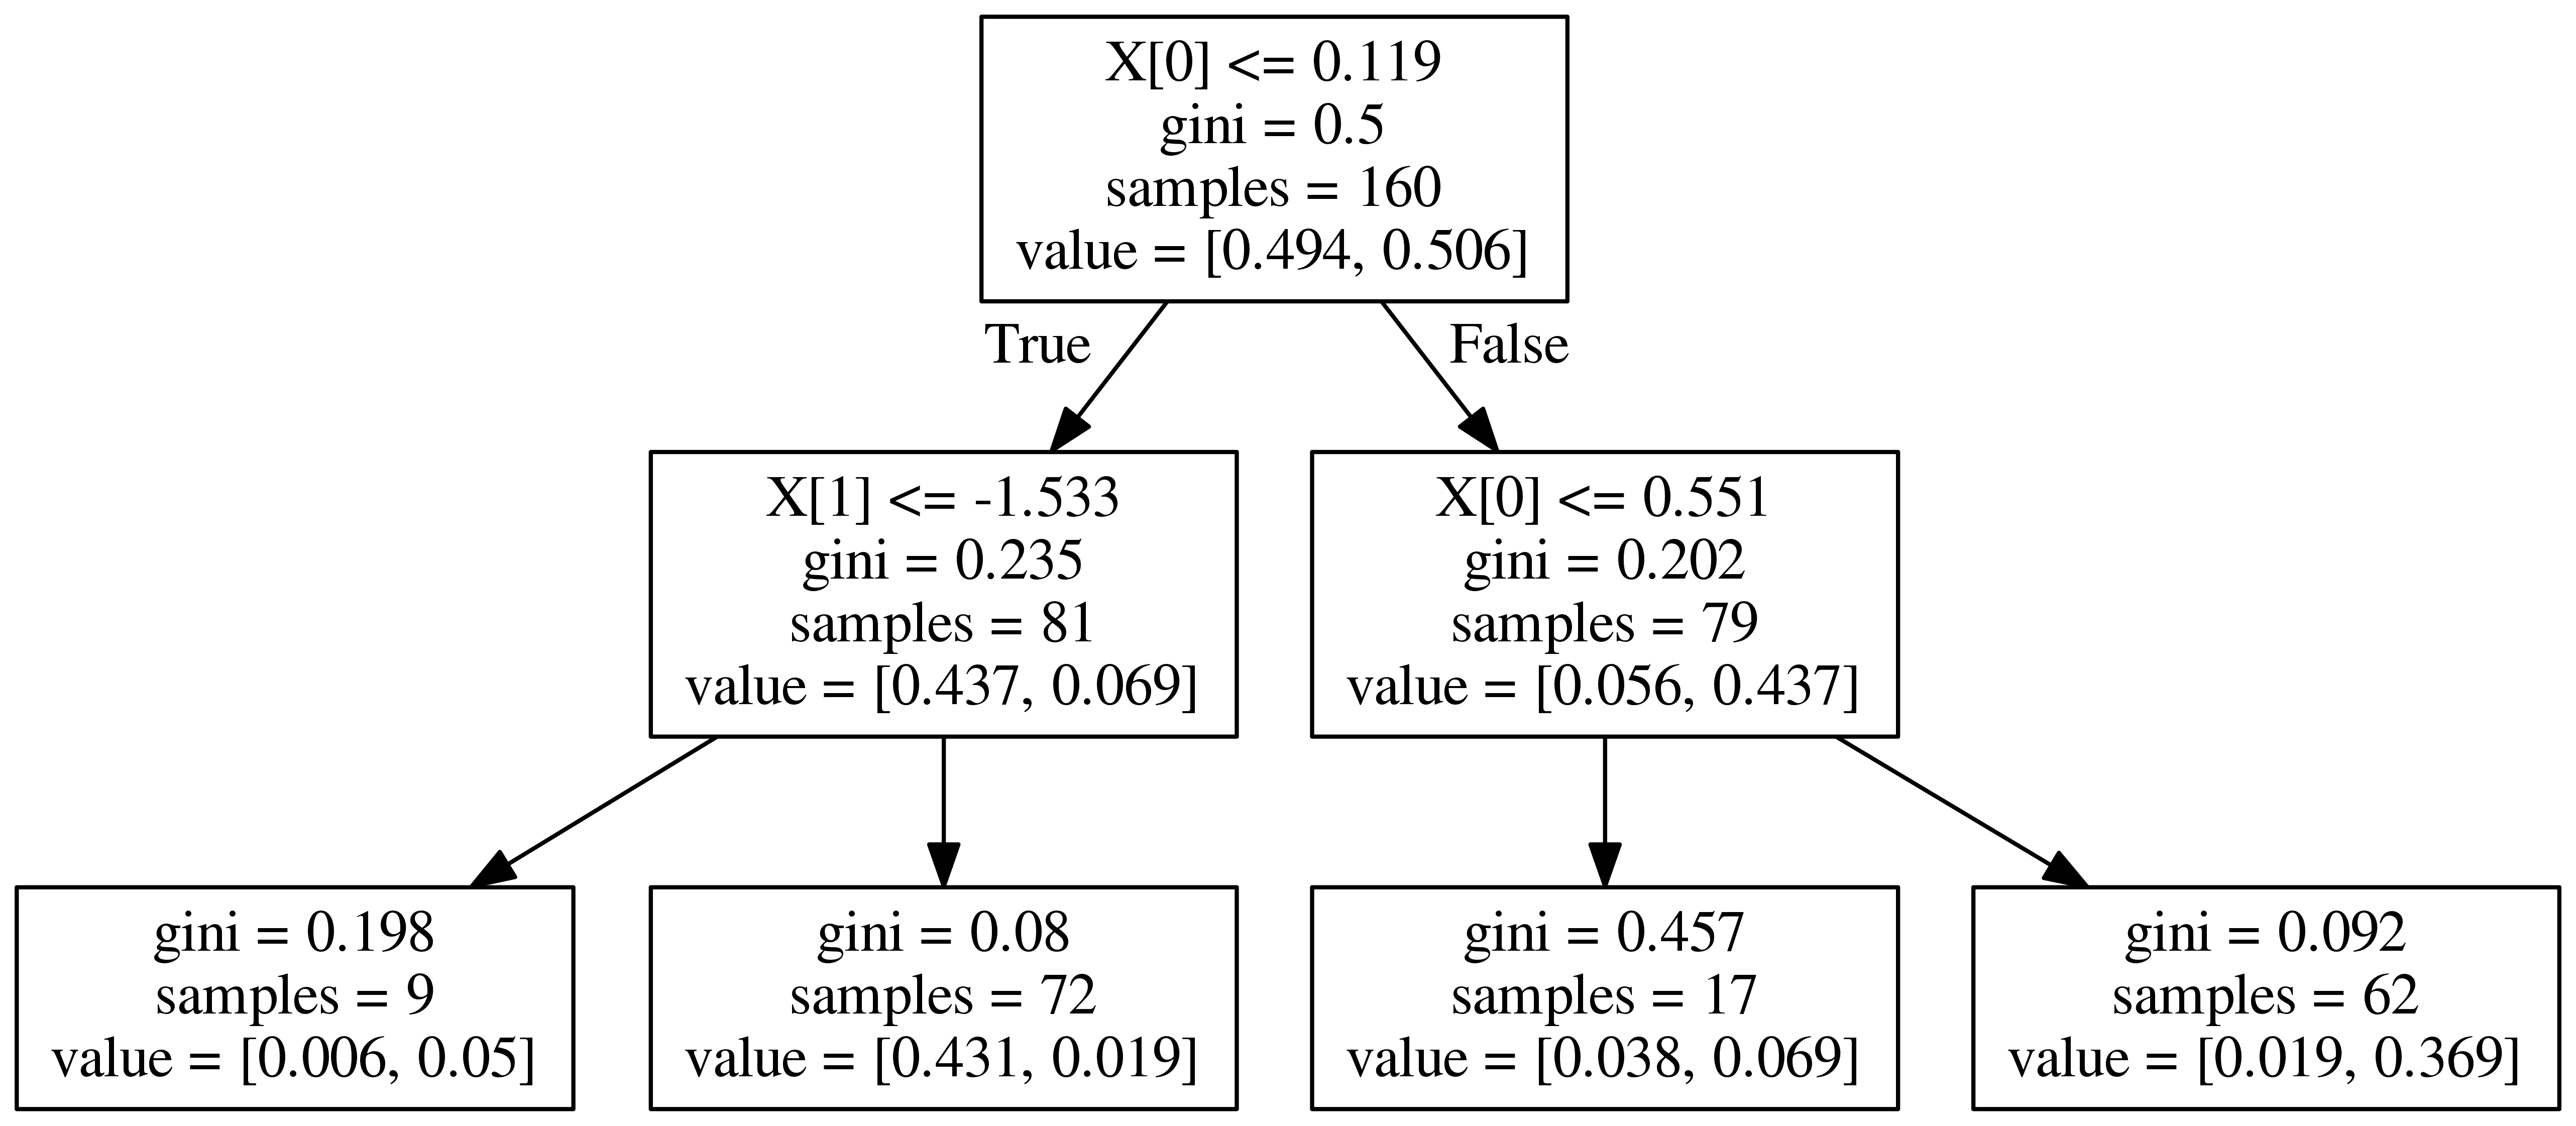 X[0] <= 0.119
gini = 0.5
samples = 160
value = [0.494, 0.506]
True
False
X[1] <= -1.533
gini = 0.235
samples = 81
value = [0.437, 0.069]
X[0] <= 0.551
gini = 0.202
samples = 79
value = [0.056, 0.437]
gini = 0.198
samples = 9
value = [0.006, 0.05]
gini = 0.08
samples = 72
value = [0.431, 0.019]
gini = 0.457
samples = 17
value = [0.038, 0.069]
gini = 0.092
samples = 62
value = [0.019, 0.369]